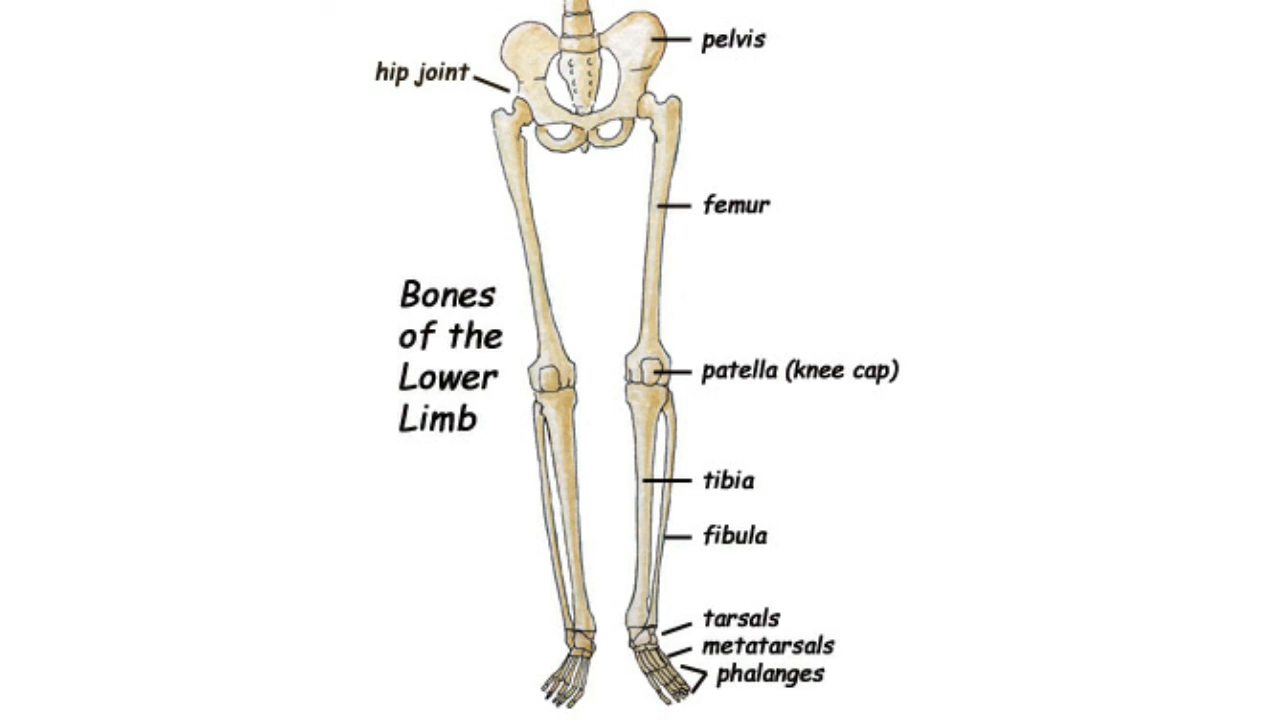 pelvis
hip joint
femur
Bones
of the
Lower
Limb
patella (knee cap)
tibia
fibula
tarsals
metatarsals
phalanges